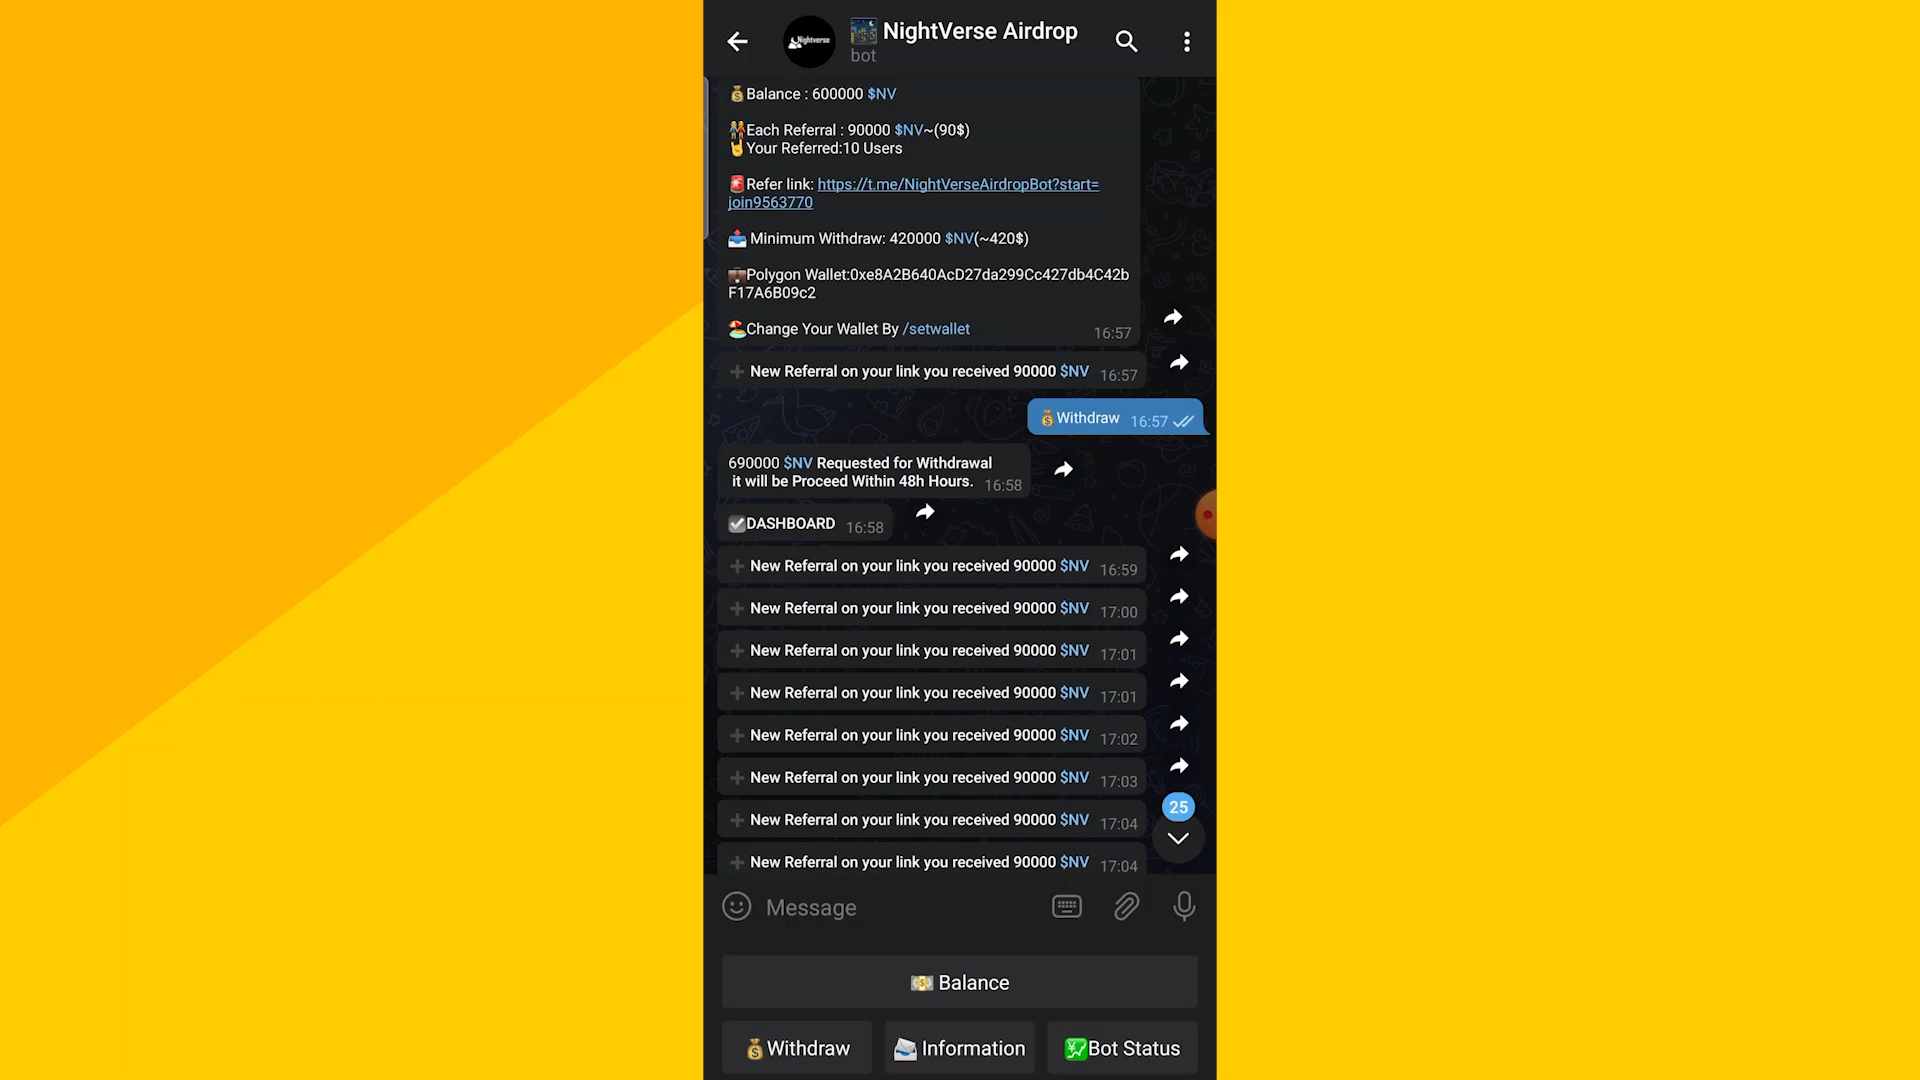 Nightverse
NightVerse Airdrop
bot
Balance : 600000 $NV
Each Referral : 90000 $NV~(90$)
Your Referred:10 Users
Refer link: https://t.me/NightVerseAirdropBot?start=
join9563770
Minimum Withdraw: 420000 $NV(~420$)
Polygon Wallet:0xe8A2B640AcD27da299Cc427db4C42b
F17A6B09c2
Change Your Wallet By /setwallet 16:57
New Referral on your link you received 90000 $NV 16:57
Withdraw 16:57
690000 $NV Requested for Withdrawal
it will be Proceed Within 48h Hours. 16:58
DASHBOARD 16:58
New Referral on your link you received 90000 $NV 16:59
New Referral on your link you received 90000 $NV 17:00
New Referral on your link you received 90000 $NV 17:01
New Referral on your link you received 90000 $NV 17:01
New Referral on your link you received 90000 $NV 17:02
New Referral on your link you received 90000 $NV 17:03
25
New Referral on your link you received 90000 $NV 17:04
New Referral on your link you received 90000 $NV 17:04
Message
Balance
Withdraw
Information
Bot Status